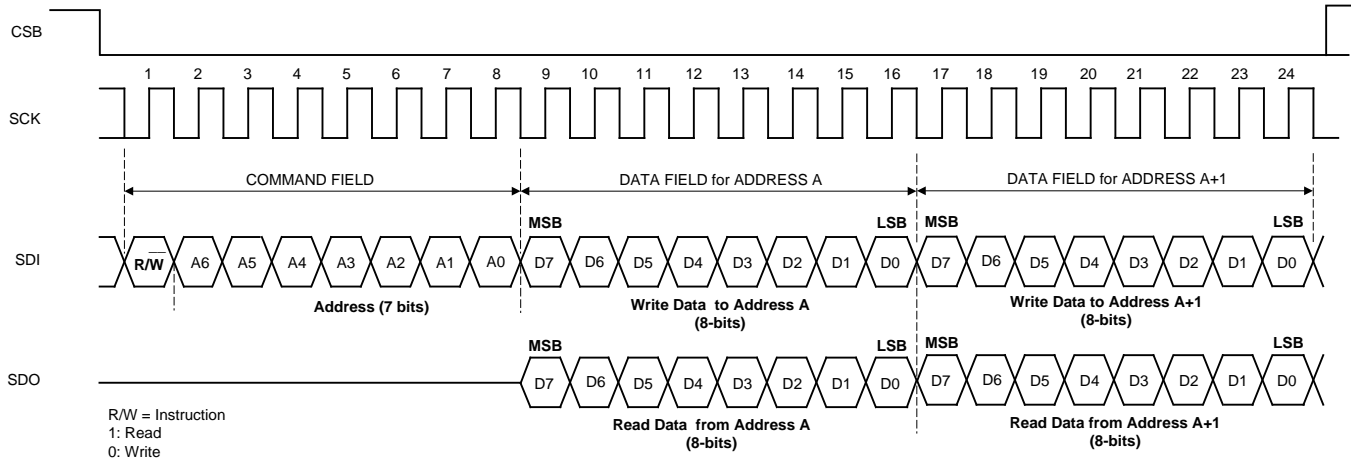 CSB
1 2 3 4 5 6 7 8 9 10 11 12 13 14 15 16 17 18 19 20 21 22 23 24
SCK
COMMAND FIELD DATA FIELD for ADDRESS A DATA FIELD for ADDRESS A+1
MSB LSB MSB LSB
SDI R/W A6 A5 A4 A3 A2 A1 A0 D7 D6 D5 D4 D3 D2 D1 D0 D7 D6 D5 D4 D3 D2 D1 D0
Address (7 bits) Write Data to Address A Write Data to Address A+1
(8-bits) (8-bits)
MSB LSB MSB LSB
SDO D7 D6 D5 D4 D3 D2 D1 D0 D7 D6 D5 D4 D3 D2 D1 D0
R/W = Instruction Read Data from Address A Read Data from Address A+1
1: Read (8-bits) (8-bits)
0: Write